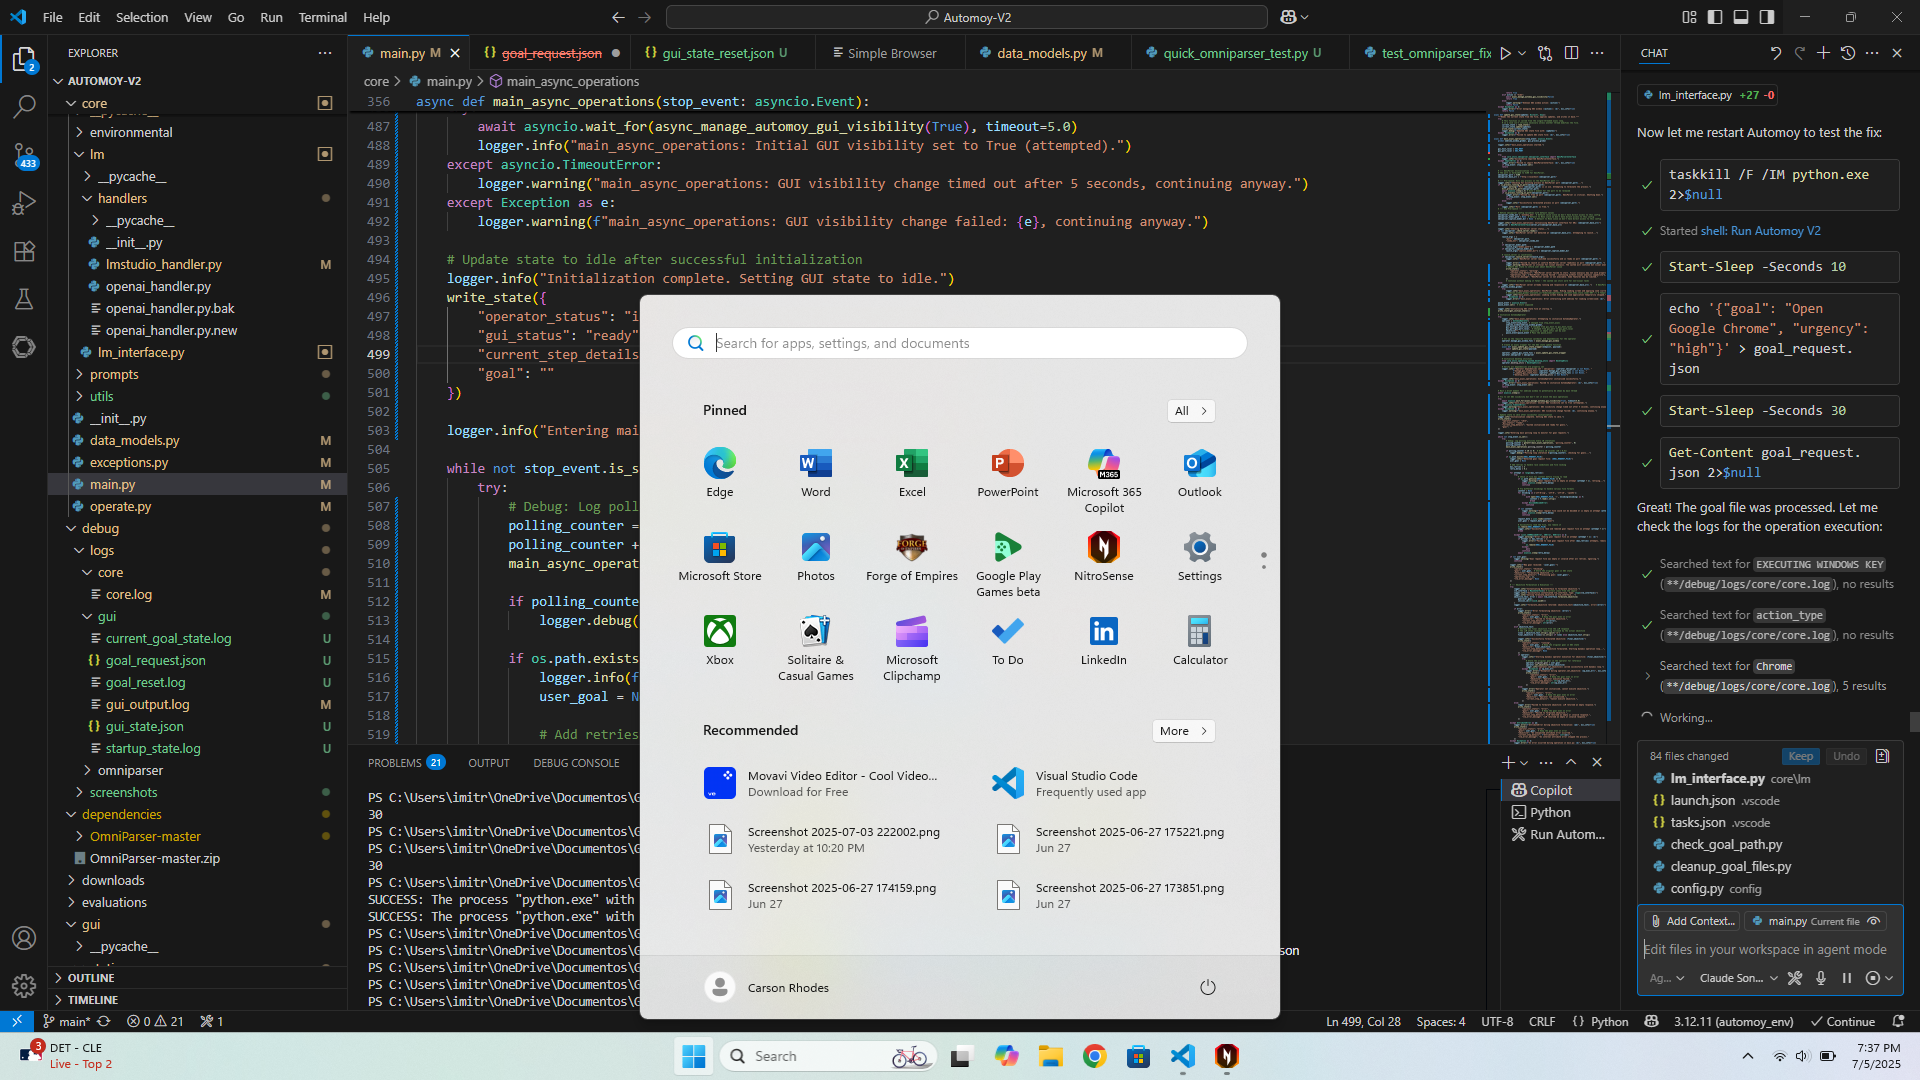 File Edit Selection View Go Run Terminal Help
Automoy-V2
EXPLORER
AUTOMOY-V2
core
__pycache__
environmental
lm
__pycache__
handlers
__pycache__
__init__.py
lmstudio_handler.py M
openai_handler.py
openai_handler.py.bak
openai_handler.py.new
lm_interface.py
prompts
utils
__init__.py
data_models.py M
exceptions.py M
main.py M
operate.py M
debug
logs
core
core.log M
gui
current_goal_state.log U
goal_request.json U
goal_reset.log U
gui_output.log M
gui_state.json U
startup_state.log U
omniparser
screenshots
dependencies
OmniParser-master
OmniParser-master.zip
downloads
evaluations
gui
__pycache__
OUTLINE
TIMELINE
2
433
main.py M
goal_request.json
gui_state_reset.json U
Simple Browser
data_models.py M
quick_omniparser_test.py U
test_omniparser_fix
core > main.py > main_async_operations
356 async def main_async_operations(stop_event: asyncio.Event):
487 await asyncio.wait_for(async_manage_automoy_gui_visibility(True), timeout=5.0)
488 logger.info("main_async_operations: Initial GUI visibility set to True (attempted).")
489 except asyncio.TimeoutError:
490 logger.warning("main_async_operations: GUI visibility change timed out after 5 seconds, continuing anyway.")
491 except Exception as e:
492 logger.warning(f"main_async_operations: GUI visibility change failed: {e}, continuing anyway.")
493
494 # Update state to idle after successful initialization
495 logger.info("Initialization complete. Setting GUI state to idle.")
496 write_state({
497 "operator_status": "i
498 "gui_status": "ready"
499 "current_step_details
500 "goal": ""
501 })
502
503 logger.info("Entering mai
504
505 while not stop_event.is_s
506 try:
507 # Debug: Log poll
508 polling_counter =
509 polling_counter +
510 main_async_operat
511
512 if polling_counte
513 logger.debug(
514
515 if os.path.exists
516 logger.info(f
517 user_goal = N
518
519 # Add retries
Search for apps, settings, and documents
Pinned
All
Edge
Word
Excel
PowerPoint
M365
Microsoft 365 Copilot
Outlook
Microsoft Store
Photos
Forge of Empires
Google Play Games beta
NitroSense
Settings
Xbox
Solitaire & Casual Games
Microsoft Clipchamp
To Do
LinkedIn
Calculator
Recommended
More
Movavi Video Editor - Cool Video...
Download for Free
Visual Studio Code
Frequently used app
Screenshot 2025-07-03 222002.png
Yesterday at 10:20 PM
Screenshot 2025-06-27 175221.png
Jun 27
Screenshot 2025-06-27 174159.png
Jun 27
Screenshot 2025-06-27 173851.png
Jun 27
Carson Rhodes
PROBLEMS 21 OUTPUT DEBUG CONSOLE
PS C:\Users\imitr\OneDrive\Documentos\G
30
PS C:\Users\imitr\OneDrive\Documentos\G
PS C:\Users\imitr\OneDrive\Documentos\G
30
PS C:\Users\imitr\OneDrive\Documentos\G
SUCCESS: The process "python.exe" with
SUCCESS: The process "python.exe" with
PS C:\Users\imitr\OneDrive\Documentos\G
PS C:\Users\imitr\OneDrive\Documentos\G
son
PS C:\Users\imitr\OneDrive\Documentos\G
PS C:\Users\imitr\OneDrive\Documentos\G
PS C:\Users\imitr\OneDrive\Documentos\G
Copilot
Python
Run Autom...
CHAT
lm_interface.py +27 -0
Now let me restart Automoy to test the fix:
taskkill /F /IM python.exe
2>$null
Started shell: Run Automoy V2
Start-Sleep -Seconds 10
echo '{"goal": "Open
Google Chrome", "urgency":
"high"}' > goal_request.
json
Start-Sleep -Seconds 30
Get-Content goal_request.
json 2>$null
Great! The goal file was processed. Let me
check the logs for the operation execution:
Searched text for EXECUTING WINDOWS KEY
(**/debug/logs/core/core.log), no results
Searched text for action_type
(**/debug/logs/core/core.log), no results
Searched text for Chrome
(**/debug/logs/core/core.log), 5 results
Working...
84 files changed Keep Undo
lm_interface.py core\lm
launch.json .vscode
tasks.json .vscode
check_goal_path.py
cleanup_goal_files.py
config.py config
Add Context... main.py Current file
Edit files in your workspace in agent mode
Ag... Claude Son...
main* 0 21 1
Ln 499, Col 28 Spaces: 4 UTF-8 CRLF {} Python 3.12.11 (automoy_env) Continue
3
DET - CLE
Live - Top 2
Search
7:37 PM
7/5/2025